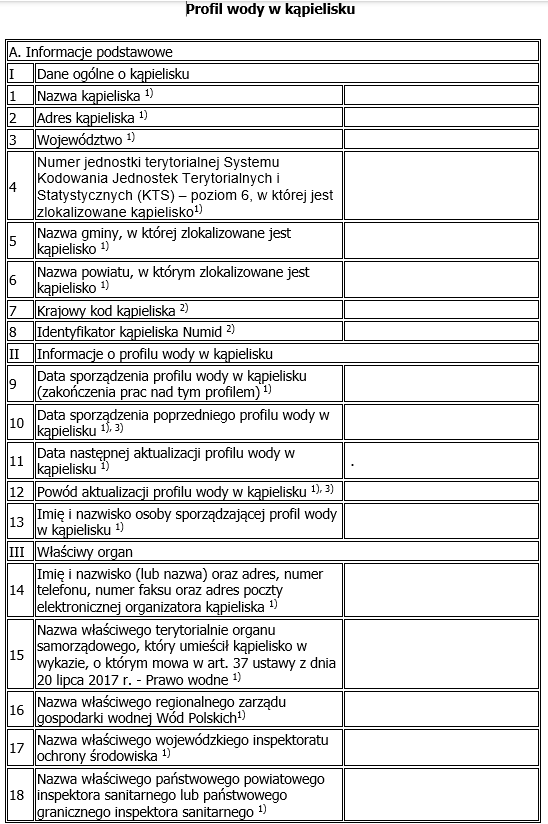 Profil wody w kąpielisku
A. Informacje podstawowe
I Dane ogólne o kąpielisku
1 Nazwa kąpieliska 1)
2 Adres kąpieliska 1)
3 Województwo 1)
4 Numer jednostki terytorialnej Systemu
Kodowania Jednostek Terytorialnych i
Statystycznych (KTS) – poziom 6, w której jest
zlokalizowane kąpielisko1)
5 Nazwa gminy, w której zlokalizowane jest
kąpielisko 1)
6 Nazwa powiatu, w którym zlokalizowane jest
kąpielisko 1)
7 Krajowy kod kąpieliska 2)
8 Identyfikator kąpieliska Numid 2)
II Informacje o profilu wody w kąpielisku
9 Data sporządzenia profilu wody w kąpielisku
(zakończenia prac nad tym profilem) 1)
10 Data sporządzenia poprzedniego profilu wody w
kąpielisku 1), 3)
11 Data następnej aktualizacji profilu wody w
kąpielisku 1) .
12 Powód aktualizacji profilu wody w kąpielisku 1), 3)
13 Imię i nazwisko osoby sporządzającej profil wody
w kąpielisku 1)
III Właściwy organ
14 Imię i nazwisko (lub nazwa) oraz adres, numer
telefonu, numer faksu oraz adres poczty
elektronicznej organizatora kąpieliska 1)
15 Nazwa właściwego terytorialnie organu
samorządowego, który umieścił kąpielisko w
wykazie, o którym mowa w art. 37 ustawy z dnia
20 lipca 2017 r. - Prawo wodne 1)
16 Nazwa właściwego regionalnego zarządu
gospodarki wodnej Wód Polskich1)
17 Nazwa właściwego wojewódzkiego inspektoratu
ochrony środowiska 1)
18 Nazwa właściwego państwowego powiatowego
inspektora sanitarnego lub państwowego
granicznego inspektora sanitarnego 1)